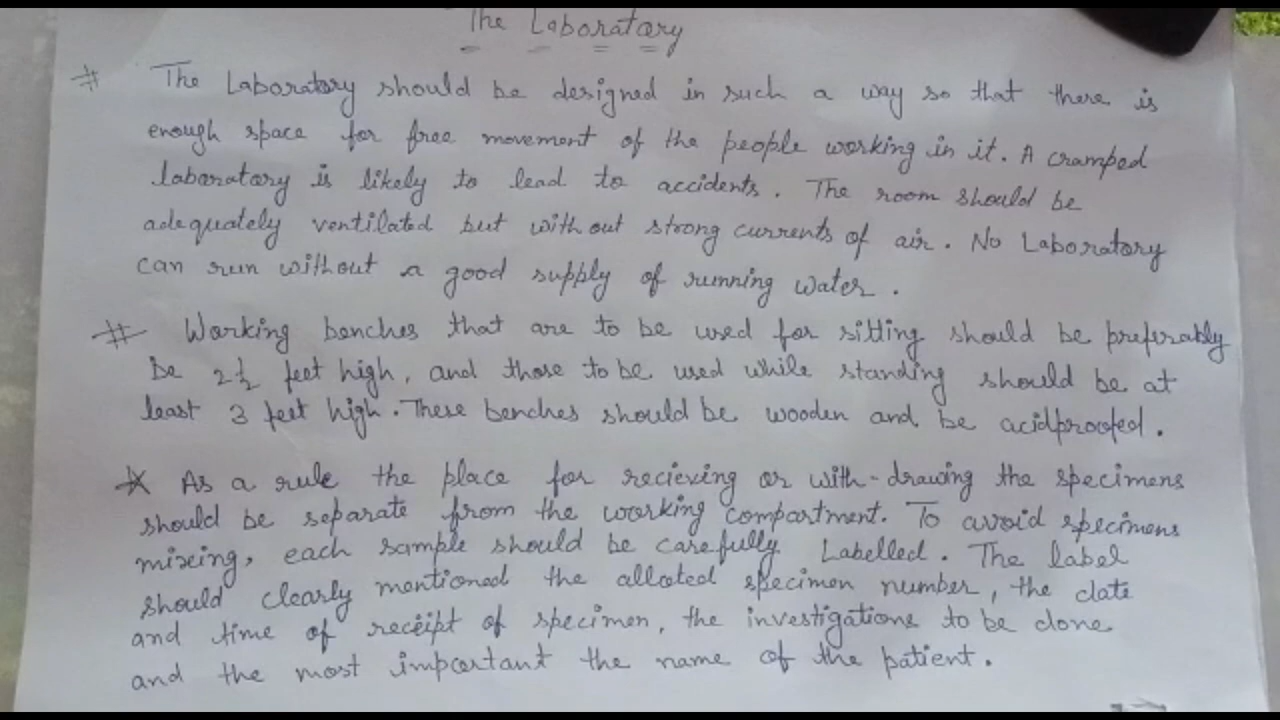 The Laboratory
# The Laboratory should be designed in such a way so that there is
enough space for free movement of the people working in it. A cramped
laboratory is likely to lead to accidents. The room should be
adequately ventilated but without strong currents of air. No Laboratory
can run without a good supply of running water.
# Working benches that are to be used for sitting should be preferably
be 2 1/2 feet high, and those to be used while standing should be at
least 3 feet high. These benches should be wooden and be acidproofed.
* As a rule the place for recieving or with-drawing the specimens
should be separate from the working compartment. To avoid specimens
mixing, each sample should be carefully Labelled. The label
should clearly mentioned the alloted specimen number, the date
and time of receipt of specimen, the investigations to be done
and the most important the name of the patient.